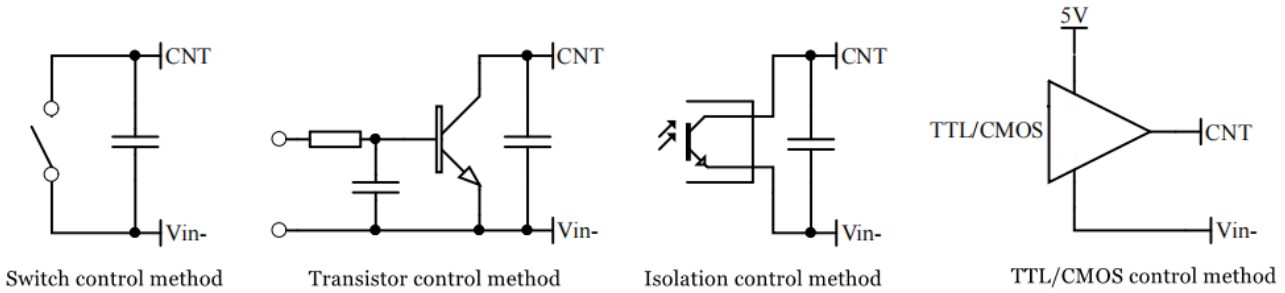 5V
CNT
CNT
CNT
TTL/CMOS
CNT
Vin-
Vin-
Vin-
Vin-
Switch control method
Transistor control method
Isolation control method
TTL/CMOS control method